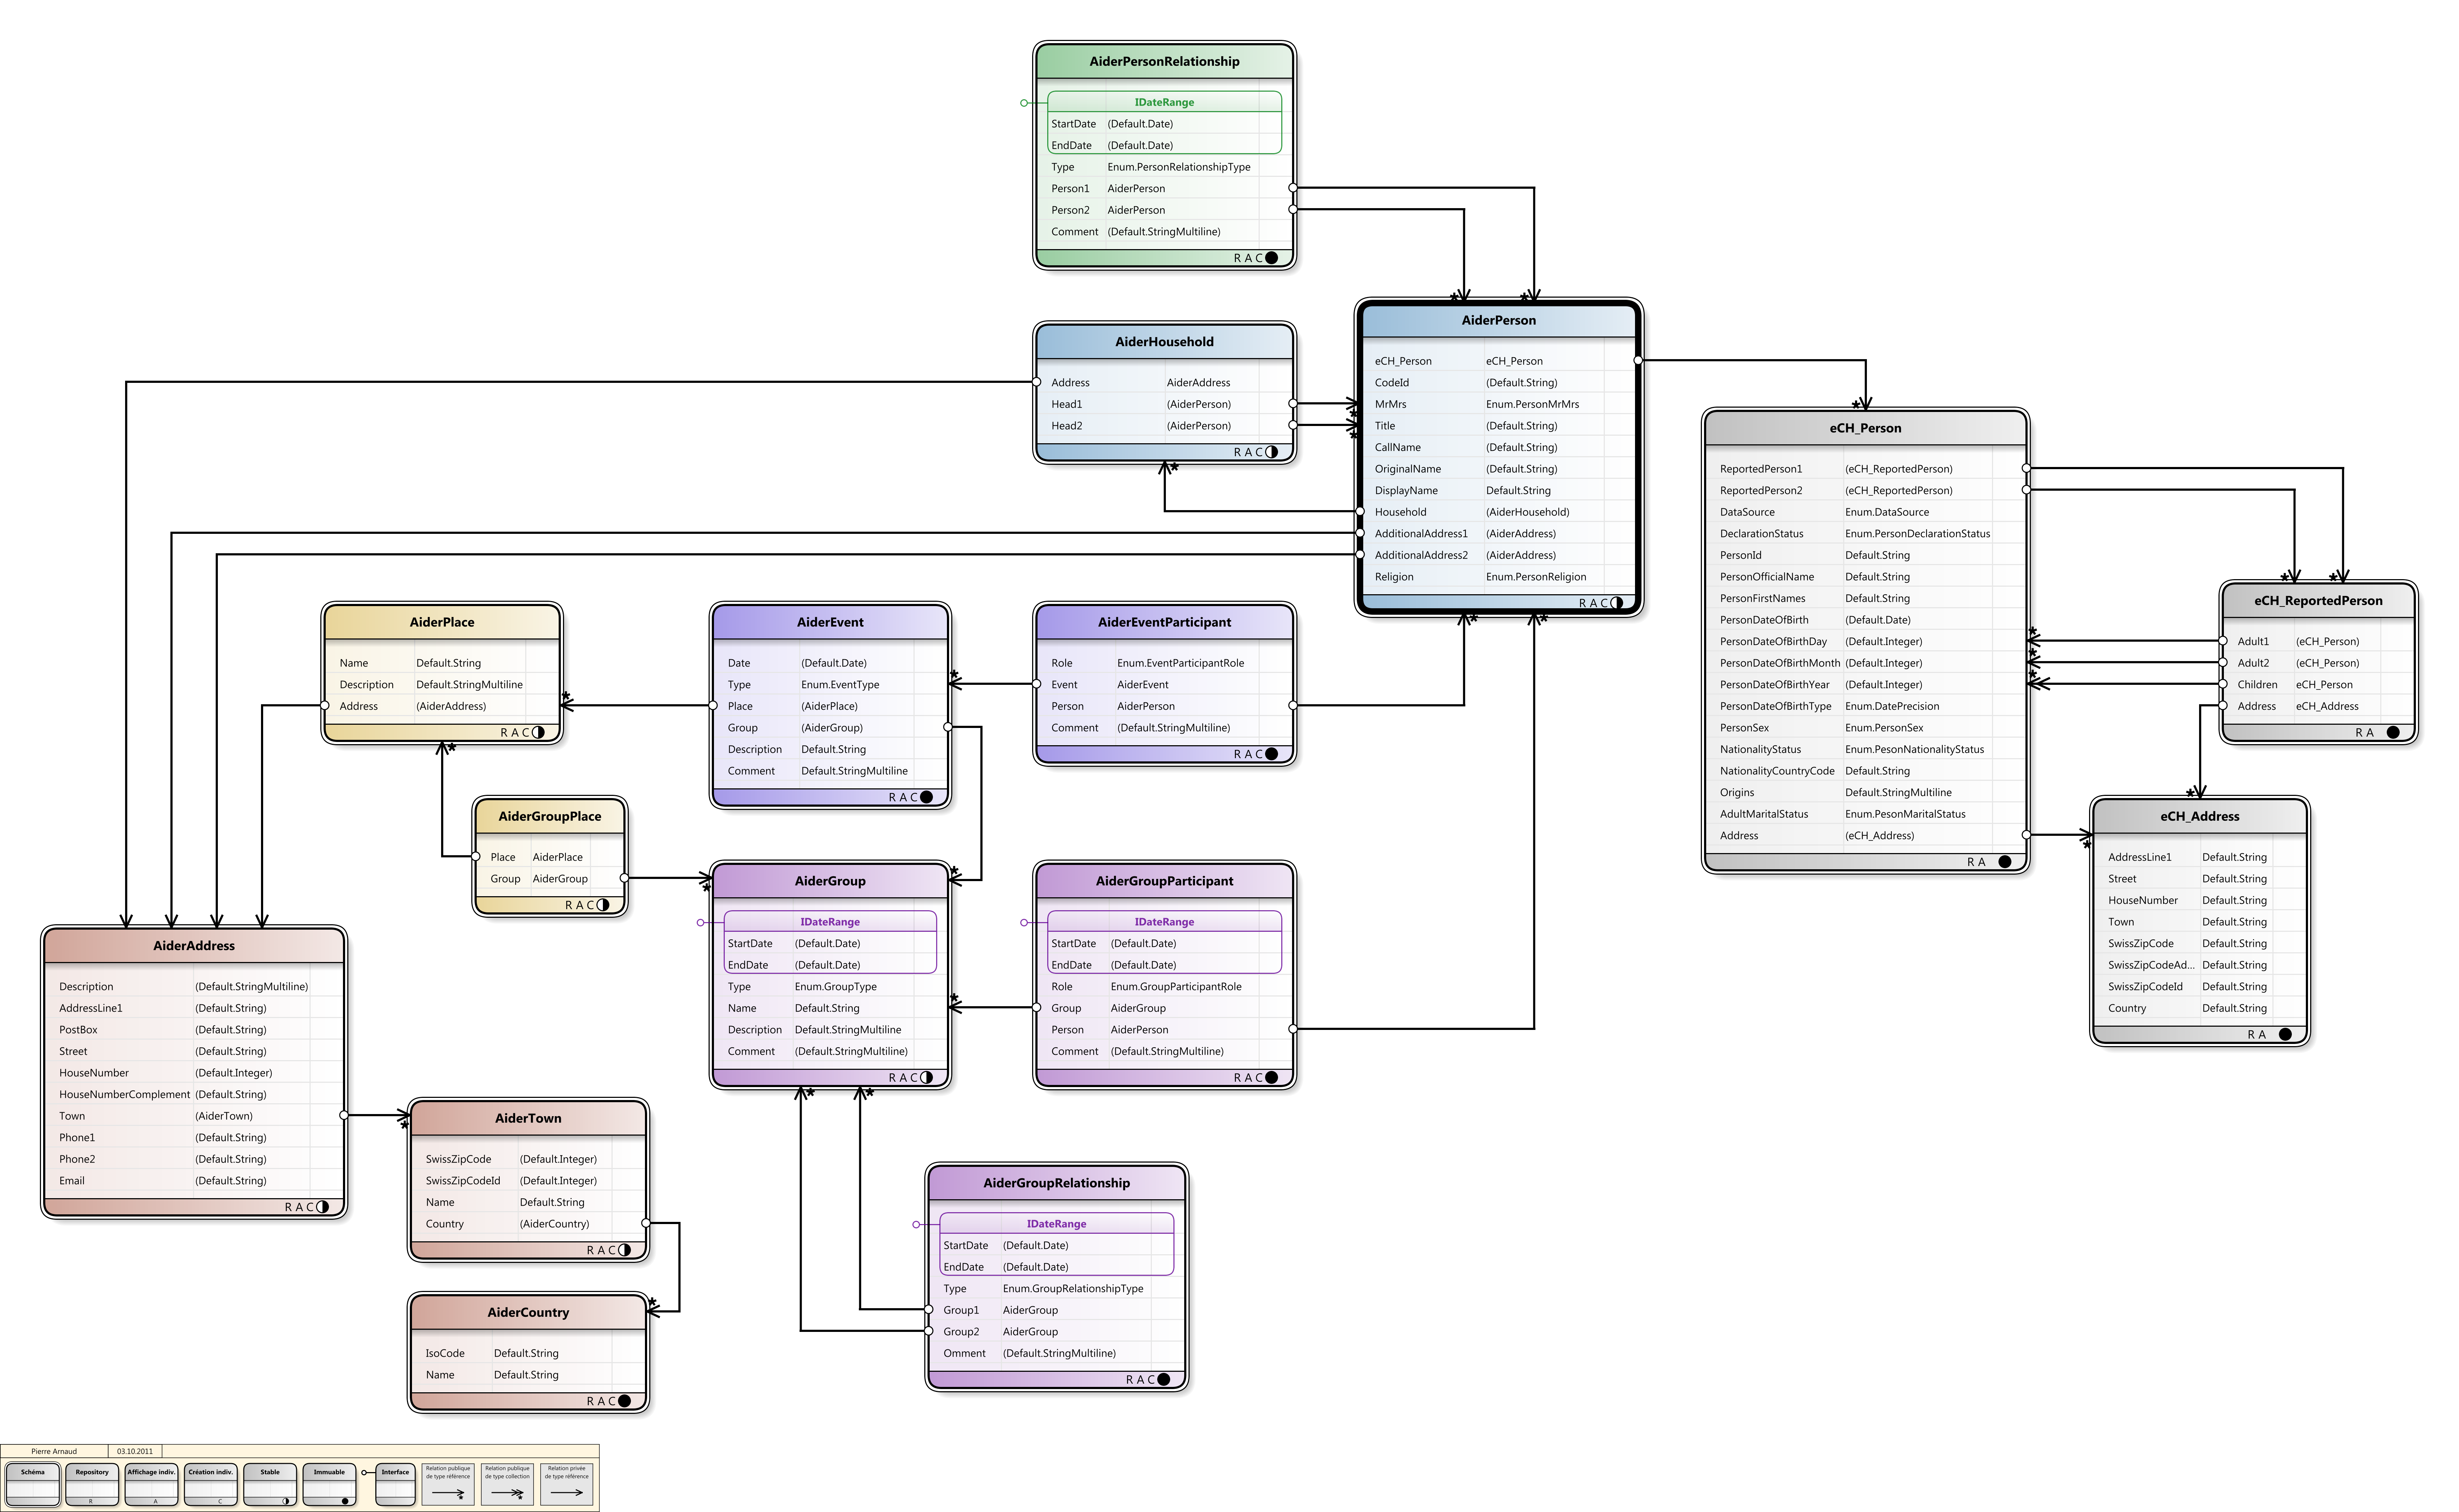 AiderPersonRelationship
IDateRange
StartDate (Default.Date)
EndDate (Default.Date)
Type Enum.PersonRelationshipType
Person1 AiderPerson
Person2 AiderPerson
Comment (Default.StringMultiline)
R A C
AiderHousehold
Address AiderAddress
Head1 (AiderPerson)
Head2 (AiderPerson)
R A C
AiderPerson
eCH_Person eCH_Person
CodeId (Default.String)
MrMrs Enum.PersonMrMrs
Title (Default.String)
CallName (Default.String)
OriginalName (Default.String)
DisplayName Default.String
Household (AiderHousehold)
AdditionalAddress1 (AiderAddress)
AdditionalAddress2 (AiderAddress)
Religion Enum.PersonReligion
R A C
eCH_Person
ReportedPerson1 (eCH_ReportedPerson)
ReportedPerson2 (eCH_ReportedPerson)
DataSource Enum.DataSource
DeclarationStatus Enum.PersonDeclarationStatus
PersonId Default.String
PersonOfficialName Default.String
PersonFirstNames Default.String
PersonDateOfBirth (Default.Date)
PersonDateOfBirthDay (Default.Integer)
PersonDateOfBirthMonth (Default.Integer)
PersonDateOfBirthYear (Default.Integer)
PersonDateOfBirthType Enum.DatePrecision
PersonSex Enum.PersonSex
NationalityStatus Enum.PesonNationalityStatus
NationalityCountryCode Default.String
Origins Default.StringMultiline
AdultMaritalStatus Enum.PesonMaritalStatus
Address (eCH_Address)
R A
eCH_ReportedPerson
Adult1 (eCH_Person)
Adult2 (eCH_Person)
Children eCH_Person
Address eCH_Address
R A
eCH_Address
AddressLine1 Default.String
Street Default.String
HouseNumber Default.String
Town Default.String
SwissZipCode Default.String
SwissZipCodeAd... Default.String
SwissZipCodeId Default.String
Country Default.String
R A
AiderPlace
Name Default.String
Description Default.StringMultiline
Address (AiderAddress)
R A C
AiderEvent
Date (Default.Date)
Type Enum.EventType
Place (AiderPlace)
Group (AiderGroup)
Description Default.String
Comment Default.StringMultiline
R A C
AiderEventParticipant
Role Enum.EventParticipantRole
Event AiderEvent
Person AiderPerson
Comment (Default.StringMultiline)
R A C
AiderGroupPlace
Place AiderPlace
Group AiderGroup
R A C
AiderGroup
IDateRange
StartDate (Default.Date)
EndDate (Default.Date)
Type Enum.GroupType
Name Default.String
Description Default.StringMultiline
Comment (Default.StringMultiline)
R A C
AiderGroupParticipant
IDateRange
StartDate (Default.Date)
EndDate (Default.Date)
Role Enum.GroupParticipantRole
Group AiderGroup
Person AiderPerson
Comment (Default.StringMultiline)
R A C
AiderAddress
Description (Default.StringMultiline)
AddressLine1 (Default.String)
PostBox (Default.String)
Street (Default.String)
HouseNumber (Default.Integer)
HouseNumberComplement (Default.String)
Town (AiderTown)
Phone1 (Default.String)
Phone2 (Default.String)
Email (Default.String)
R A C
AiderTown
SwissZipCode (Default.Integer)
SwissZipCodeId (Default.Integer)
Name Default.String
Country (AiderCountry)
R A C
AiderCountry
IsoCode Default.String
Name Default.String
R A C
AiderGroupRelationship
IDateRange
StartDate (Default.Date)
EndDate (Default.Date)
Type Enum.GroupRelationshipType
Group1 AiderGroup
Group2 AiderGroup
Omment (Default.StringMultiline)
R A C
Pierre Arnaud 03.10.2011
Schéma
Repository
R
Affichage indiv.
A
Création indiv.
C
Stable
Immuable
Interface
Relation publique
de type référence
Relation publique
de type collection
Relation privée
de type référence